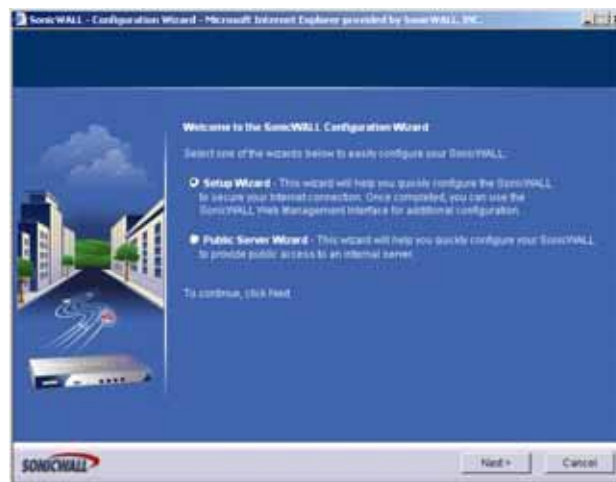 SonicWALL - Configuration Wizard - Microsoft Internet Explorer provided by SonicWALL, INC.
Welcome to the SonicWALL Configuration Wizard
Select one of the wizards below to easily configure your SonicWALL.
Setup Wizard - This wizard will help you quickly configure the SonicWALL
to secure your Internet connection. Once completed, you can use the
SonicWALL Web Management Interface for additional configuration.
Public Server Wizard - This wizard will help you quickly configure your SonicWALL
to provide public access to an internal server.
To continue, click Next
SONICWALL
Next >
Cancel